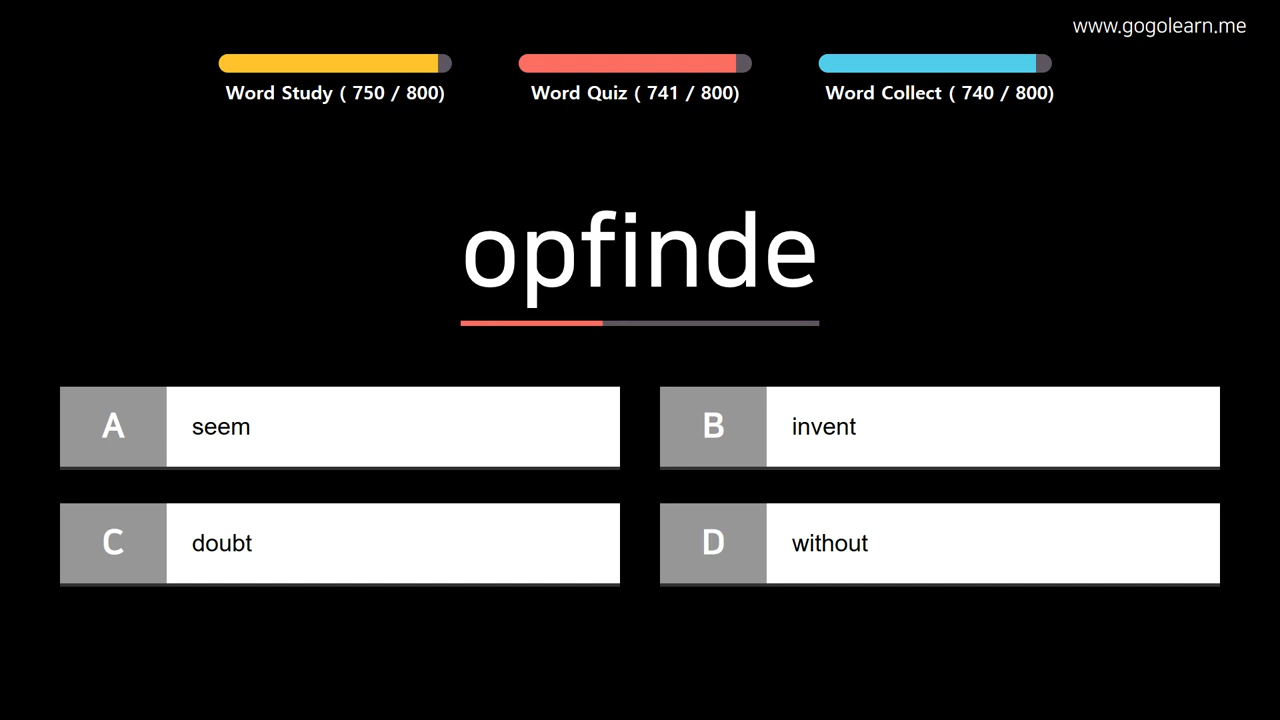 www.gogolearn.me
Word Study ( 750 / 800)
Word Quiz ( 741 / 800)
Word Collect ( 740 / 800)
opfinde
A seem
B invent
C doubt
D without